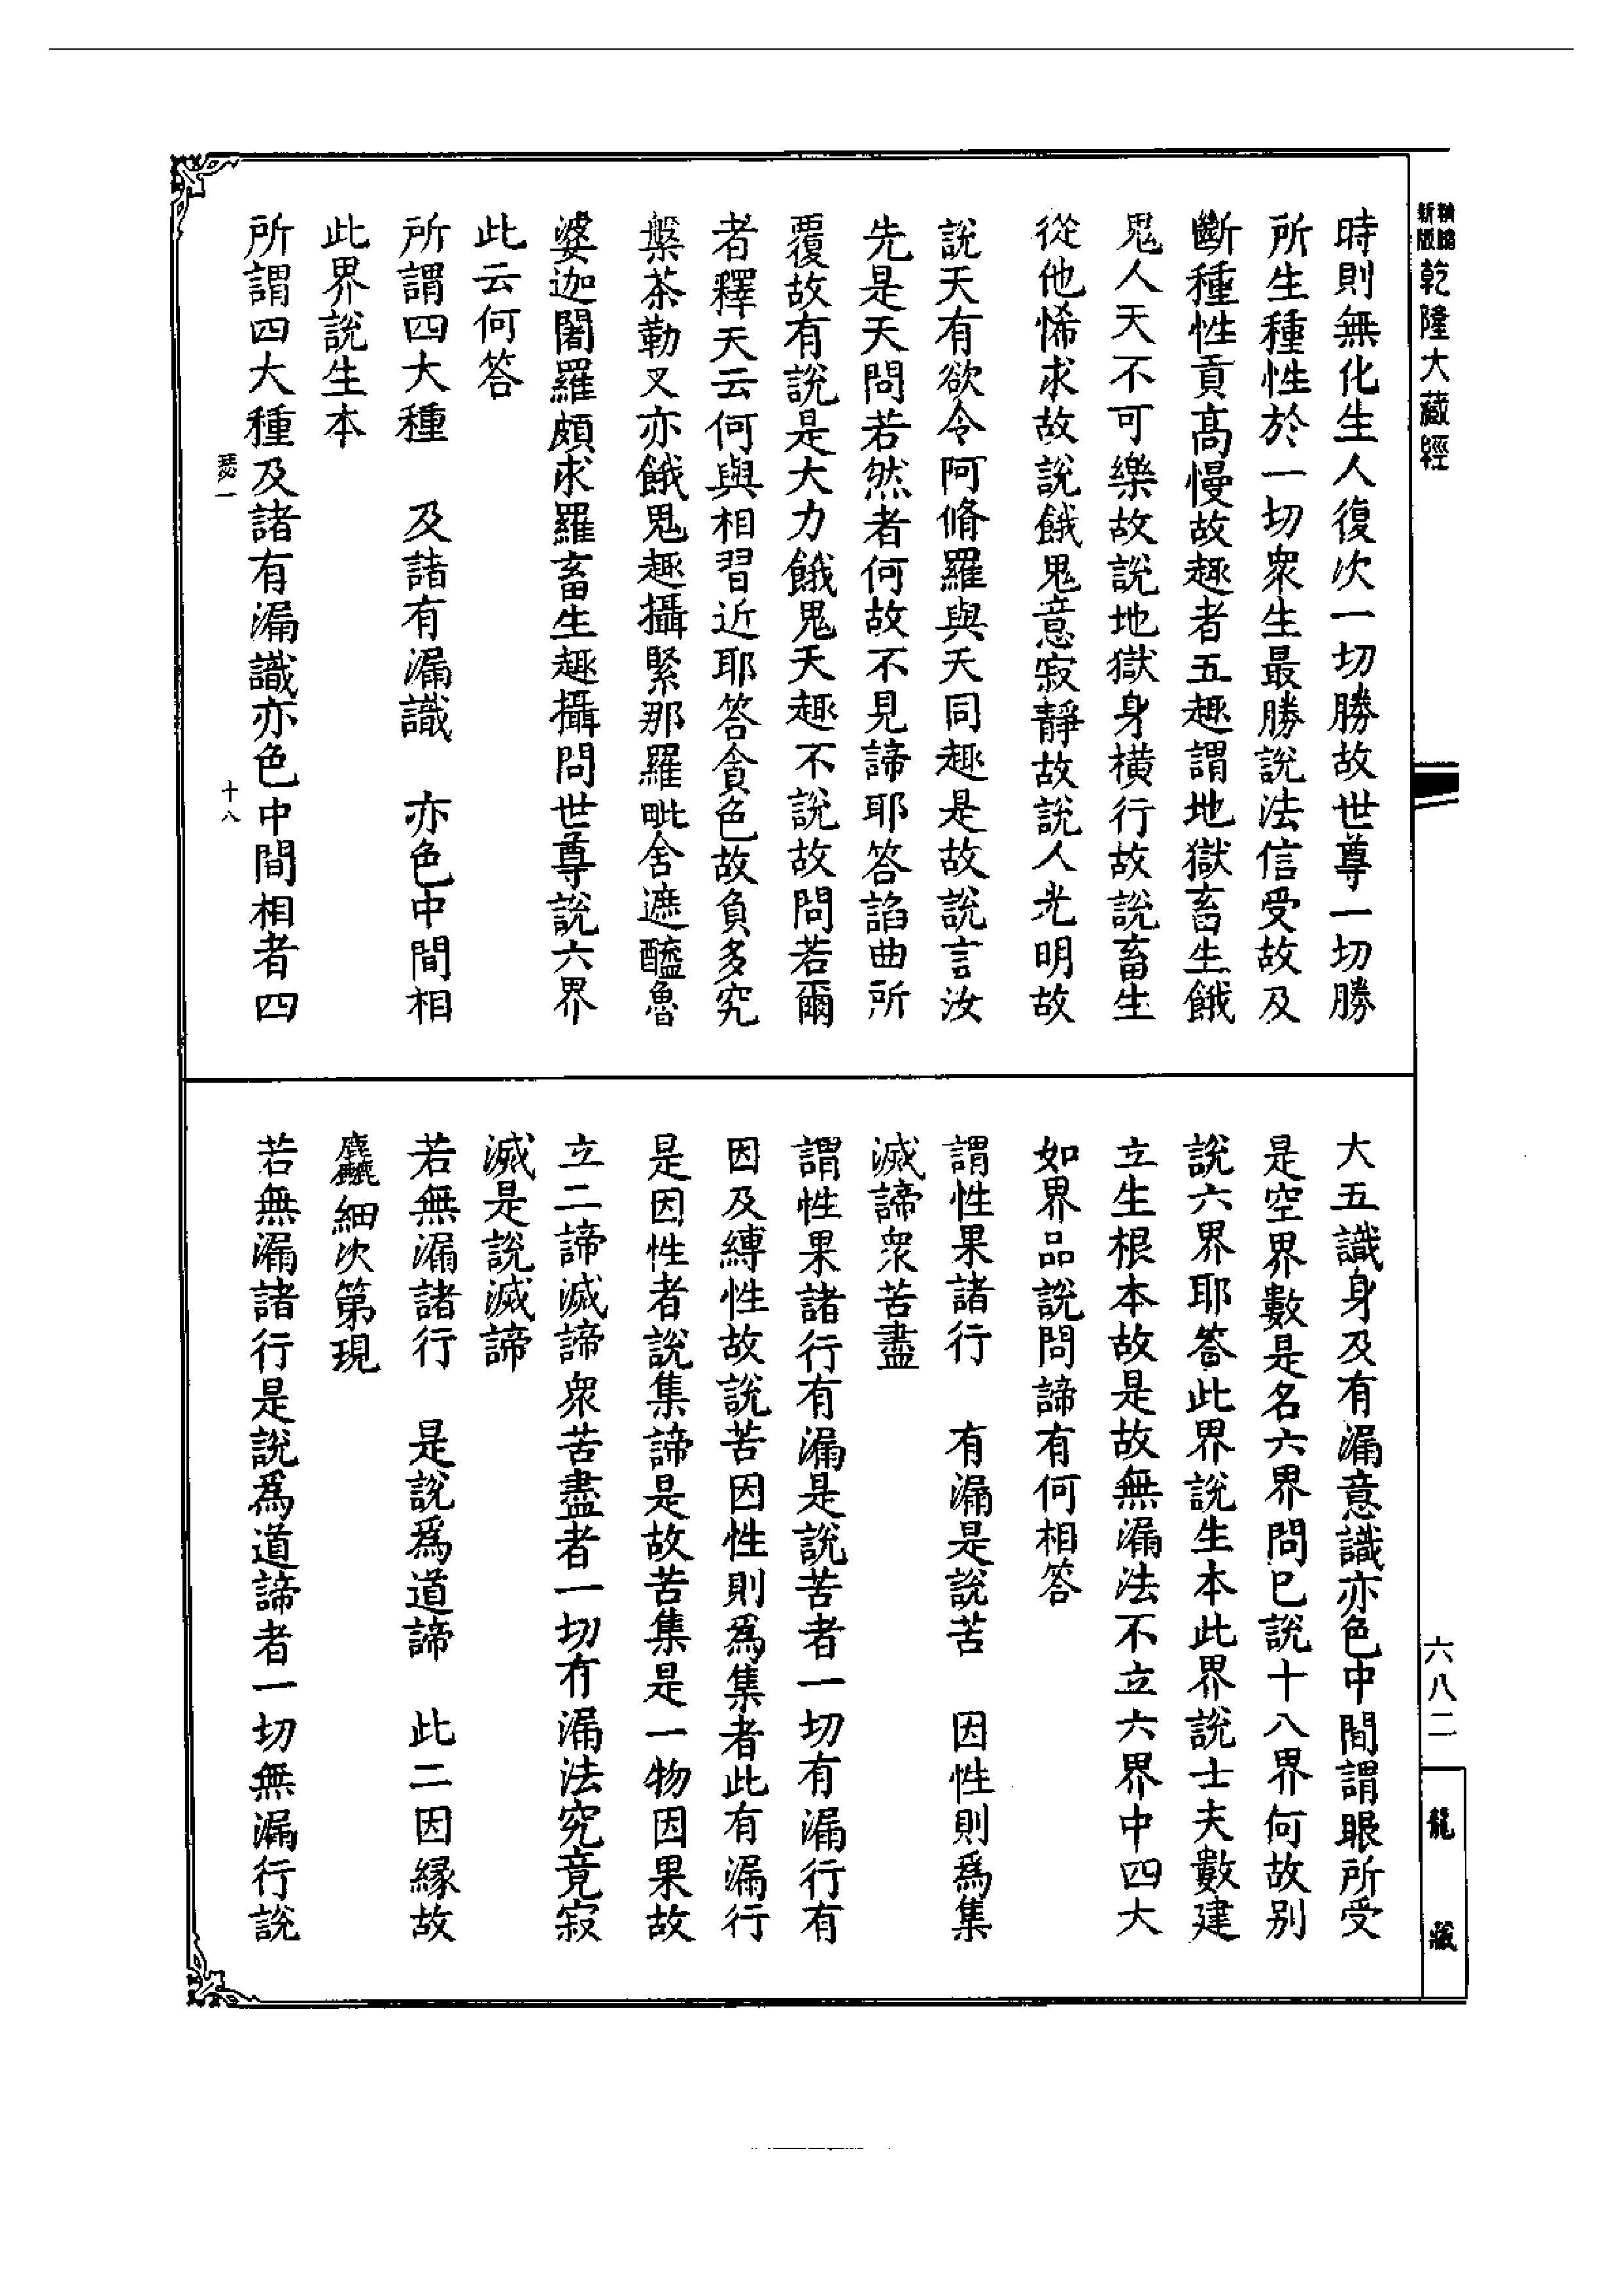 新版
乾隆大藏經
時則無化生人復次一切勝故世尊一切勝
所生種性於一切衆生最勝說法信受故及
斷種性貢高慢故趣者五趣謂地獄畜生餓
鬼人天不可樂故說地獄身橫行故說畜生
從他悕求故說餓鬼意寂靜故說人光明故
說天有欲令阿脩羅與天同趣是故說言汝
先是天問若然者何故不見諦耶答諂曲所
覆故有說是大力餓鬼天趣不說故問若爾
者釋天云何與相習近耶答貪色故負多究
槃茶勒叉亦餓鬼趣攝緊那羅毗舍遮醯魯
婆迦闍羅頗求羅畜生趣攝問世尊說六界
此云何答
所謂四大種　及諸有漏識　亦色中間相
此界說生本
所謂四大種及諸有漏識亦色中間相者四
瑟一
十八
大五識身及有漏意識亦色中間謂眼所受
是空界數是名六界問已說十八界何故別
說六界耶答此界說生本此界說士夫數建
立生根本故是故無漏法不立六界中四大
如界品說問諦有何相答
謂性果諸行　有漏是說苦　因性則爲集
滅諦衆苦盡
謂性果諸行有漏是說苦者一切有漏行有
因及縛性故說苦因性則爲集者此有漏行
是因性者說集諦是故苦集是一物因果故
立二諦滅諦衆苦盡者一切有漏法究竟寂
滅是說滅諦
若無漏諸行　是說爲道諦　此二因緣故
麤細次第現
若無漏諸行是說爲道諦者一切無漏行說
六八二
龍藏